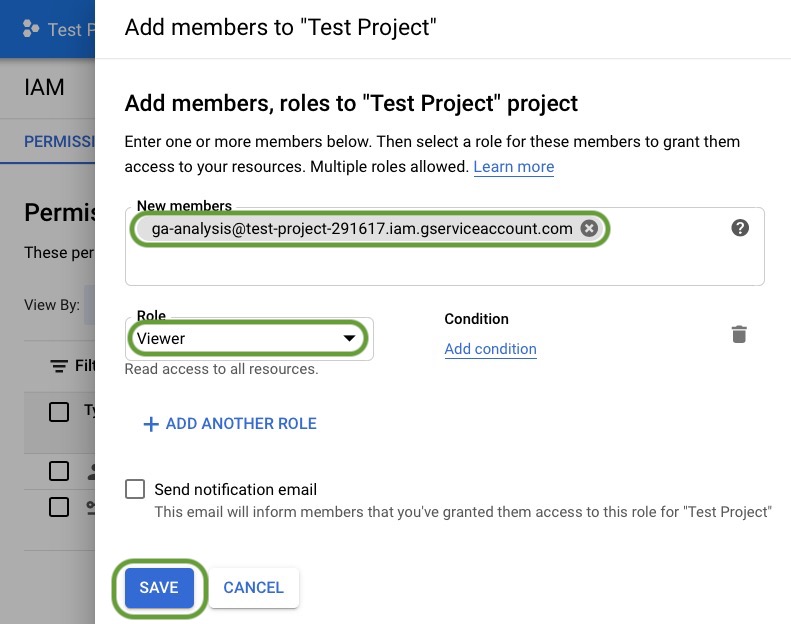 Test P
Add members to "Test Project"
IAM
Add members, roles to "Test Project" project
PERMISSI
Enter one or more members below. Then select a role for these members to grant them
access to your resources. Multiple roles allowed. Learn more
Permis
New members
ga-analysis@test-project-291617.iam.gserviceaccount.com
These per
View By:
Role
Viewer
Condition
Add condition
Read access to all resources.
Filt
Ty
+ ADD ANOTHER ROLE
Send notification email
This email will inform members that you've granted them access to this role for "Test Project"
SAVE
CANCEL